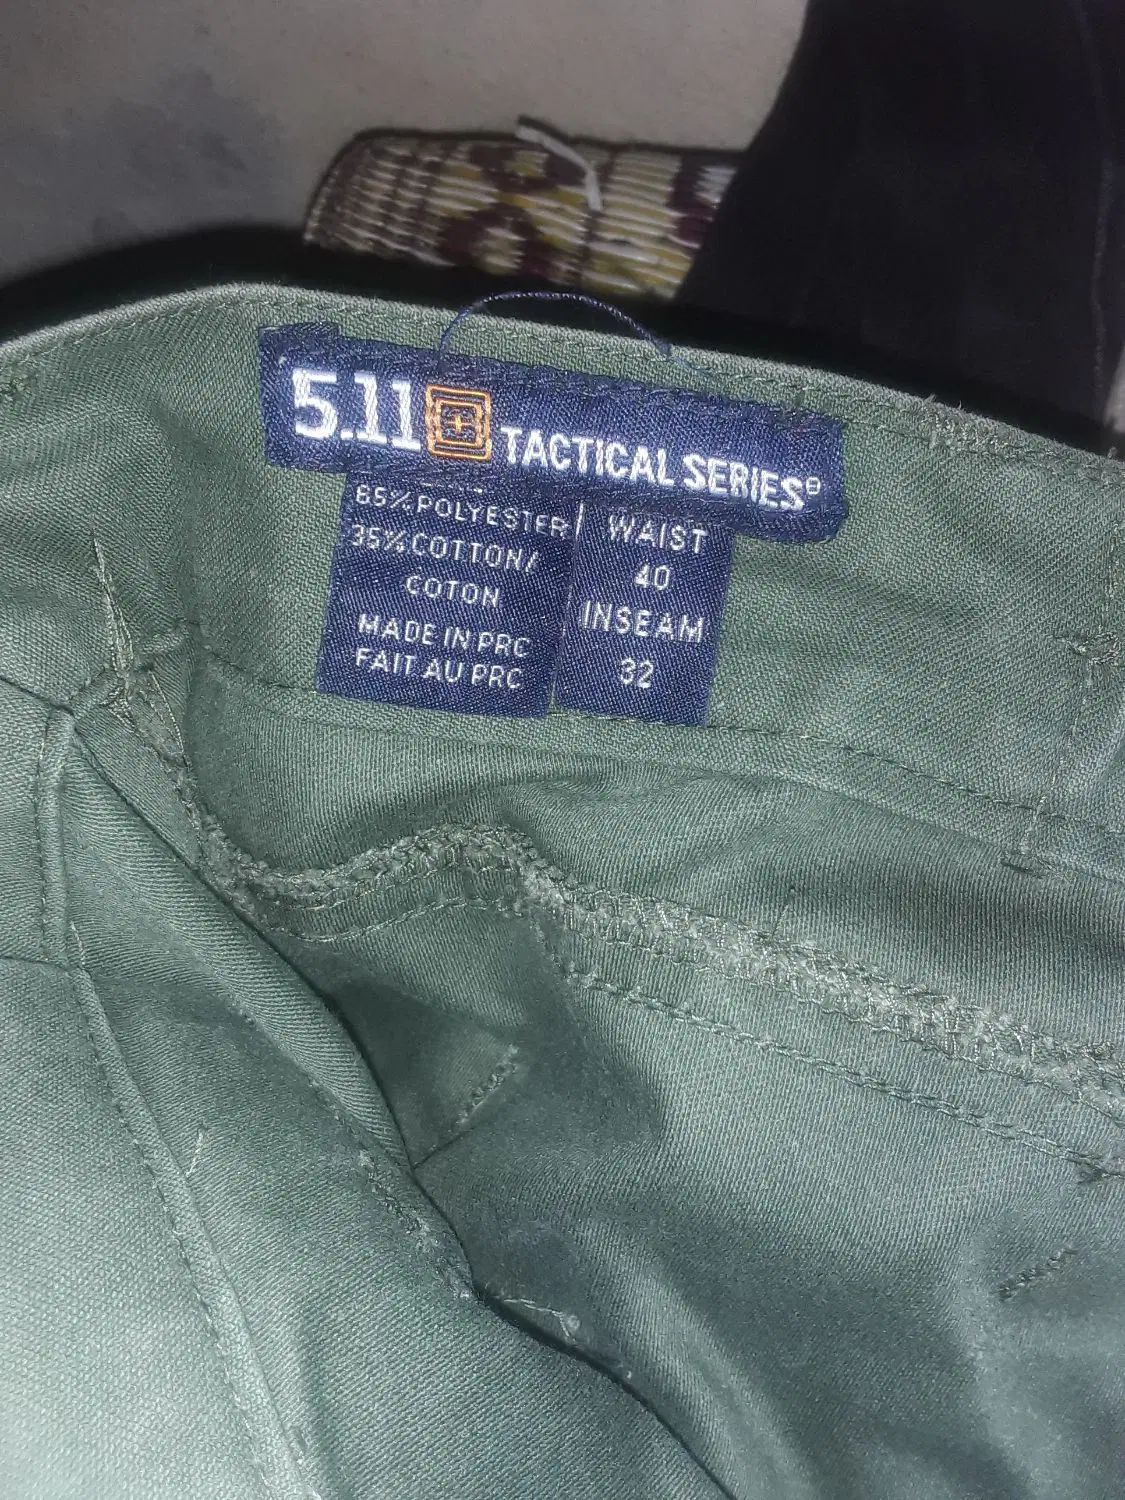 5.11 TACTICAL SERIES®
65% POLYESTER/
35% COTTON/
COTON
MADE IN PRC
FAIT AU PRC
WAIST
40
INSEAM
32